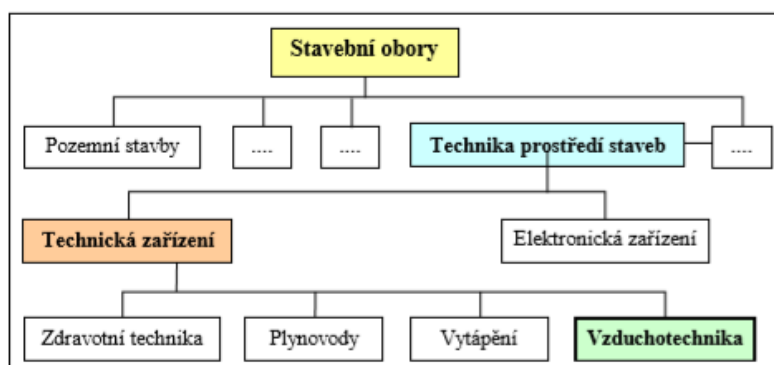 Stavební obory
Pozemní stavby
....
....
Technika prostředí staveb
....
Technická zařízení
Elektronická zařízení
Zdravotní technika
Plynovody
Vytápění
Vzduchotechnika